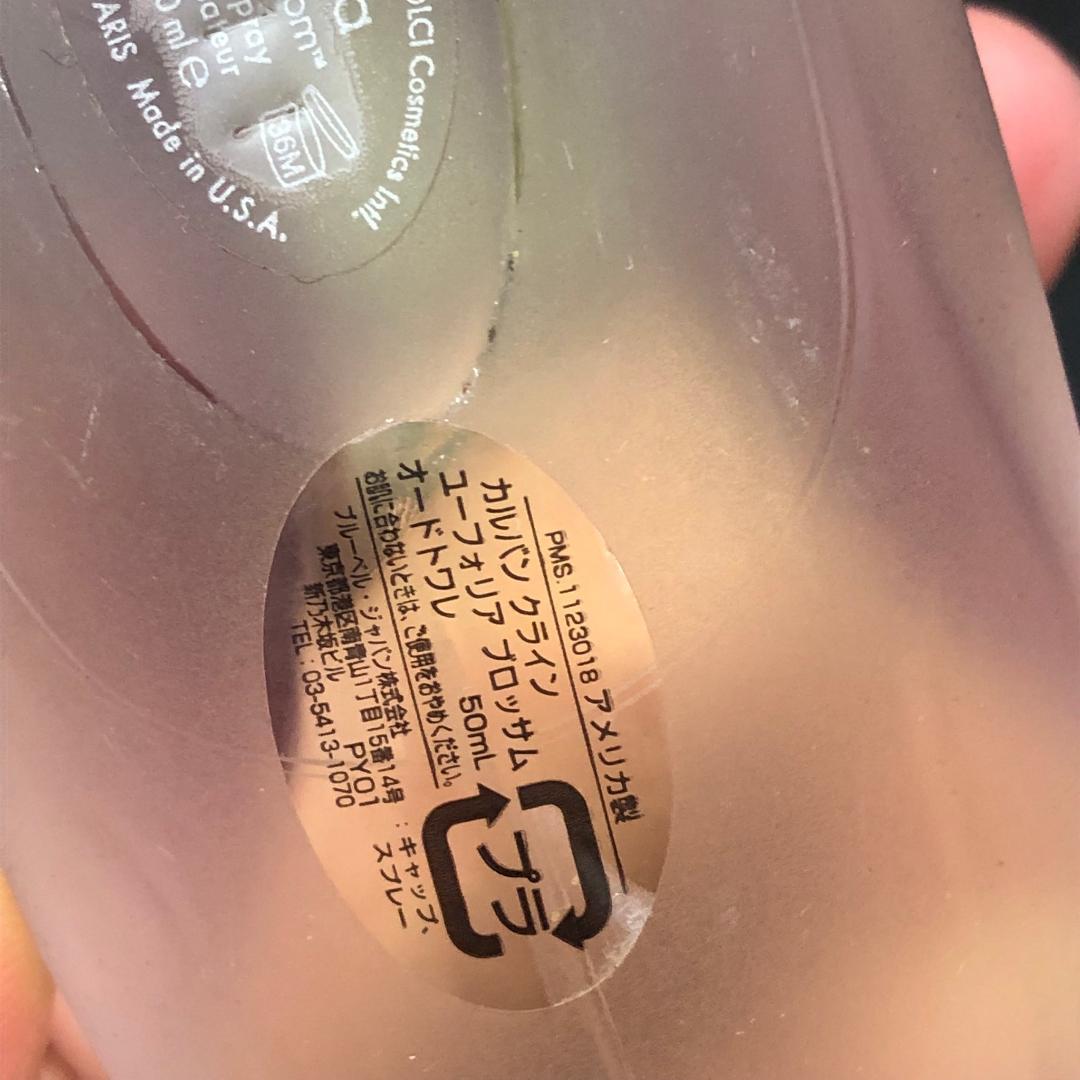 spray
ml e
ARIS Made in U.S.A.
Cosmetics Intl.
36M
PMS.1123018 アメリカ製
カルバン クライン
ユーフォリア ブロッサム
オードトワレ 50mL
お肌に合わないときは、ご使用をおやめください。
ブルーベル・ジャパン株式会社
東京都港区南青山1丁目15番14号
新乃木坂ビル PY01
TEL : 03-5413-1070
プラ
: キャップ、
スプレー